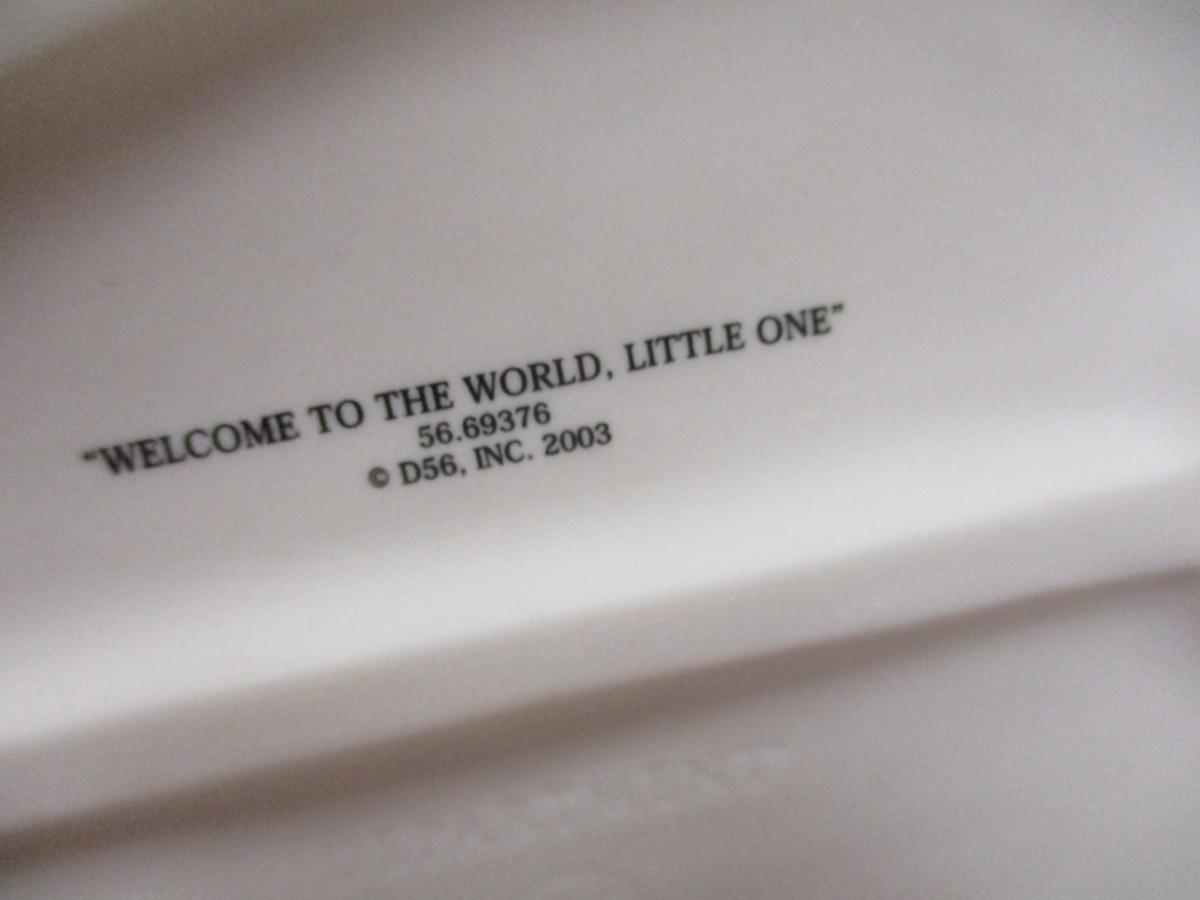 “WELCOME TO THE WORLD, LITTLE ONE”
56.69376
© D56, INC. 2003